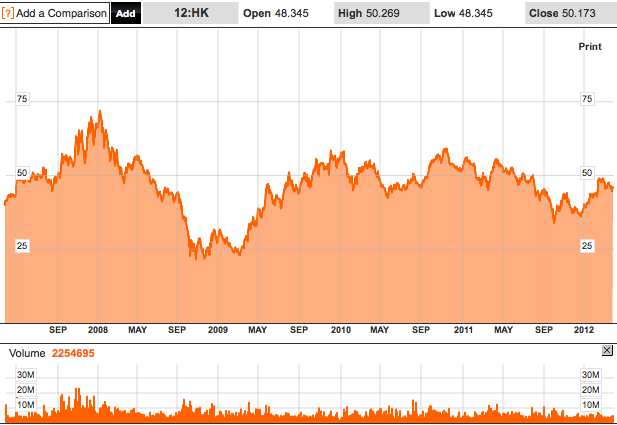 [?] Add a Comparison Add 12:HK Open 48.345 High 50.269 Low 48.345 Close 50.173
Print
75 75
50 50
25 25
SEP 2008 MAY SEP 2009 MAY SEP 2010 MAY SEP 2011 MAY SEP 2012
Volume 2254695
30M 30M
20M 20M
10M 10M